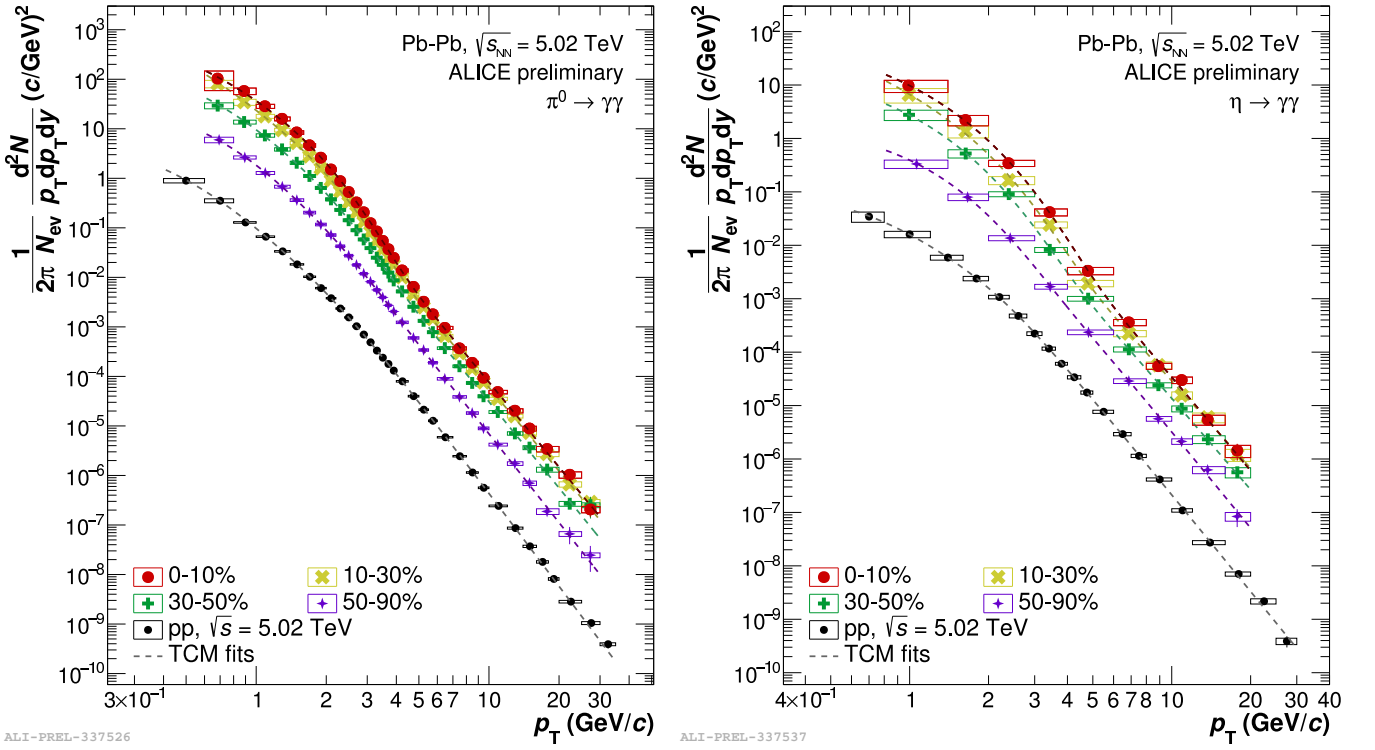 Pb-Pb, √s_NN = 5.02 TeV
ALICE preliminary
π⁰ → γγ
1/(2π N_ev) d²N/(p_T dp_T dy) (c/GeV)²
10³
10²
10
1
10⁻¹
10⁻²
10⁻³
10⁻⁴
10⁻⁵
10⁻⁶
10⁻⁷
10⁻⁸
10⁻⁹
10⁻¹⁰
0-10% 10-30%
30-50% 50-90%
pp, √s = 5.02 TeV
TCM fits
3×10⁻¹ 1 2 3 4 5 6 7 10 20 30
p_T (GeV/c)
ALI-PREL-337526
Pb-Pb, √s_NN = 5.02 TeV
ALICE preliminary
η → γγ
1/(2π N_ev) d²N/(p_T dp_T dy) (c/GeV)²
10²
10
1
10⁻¹
10⁻²
10⁻³
10⁻⁴
10⁻⁵
10⁻⁶
10⁻⁷
10⁻⁸
10⁻⁹
10⁻¹⁰
0-10% 10-30%
30-50% 50-90%
pp, √s = 5.02 TeV
TCM fits
4×10⁻¹ 1 2 3 4 5 6 7 8 10 20 30 40
p_T (GeV/c)
ALI-PREL-337537